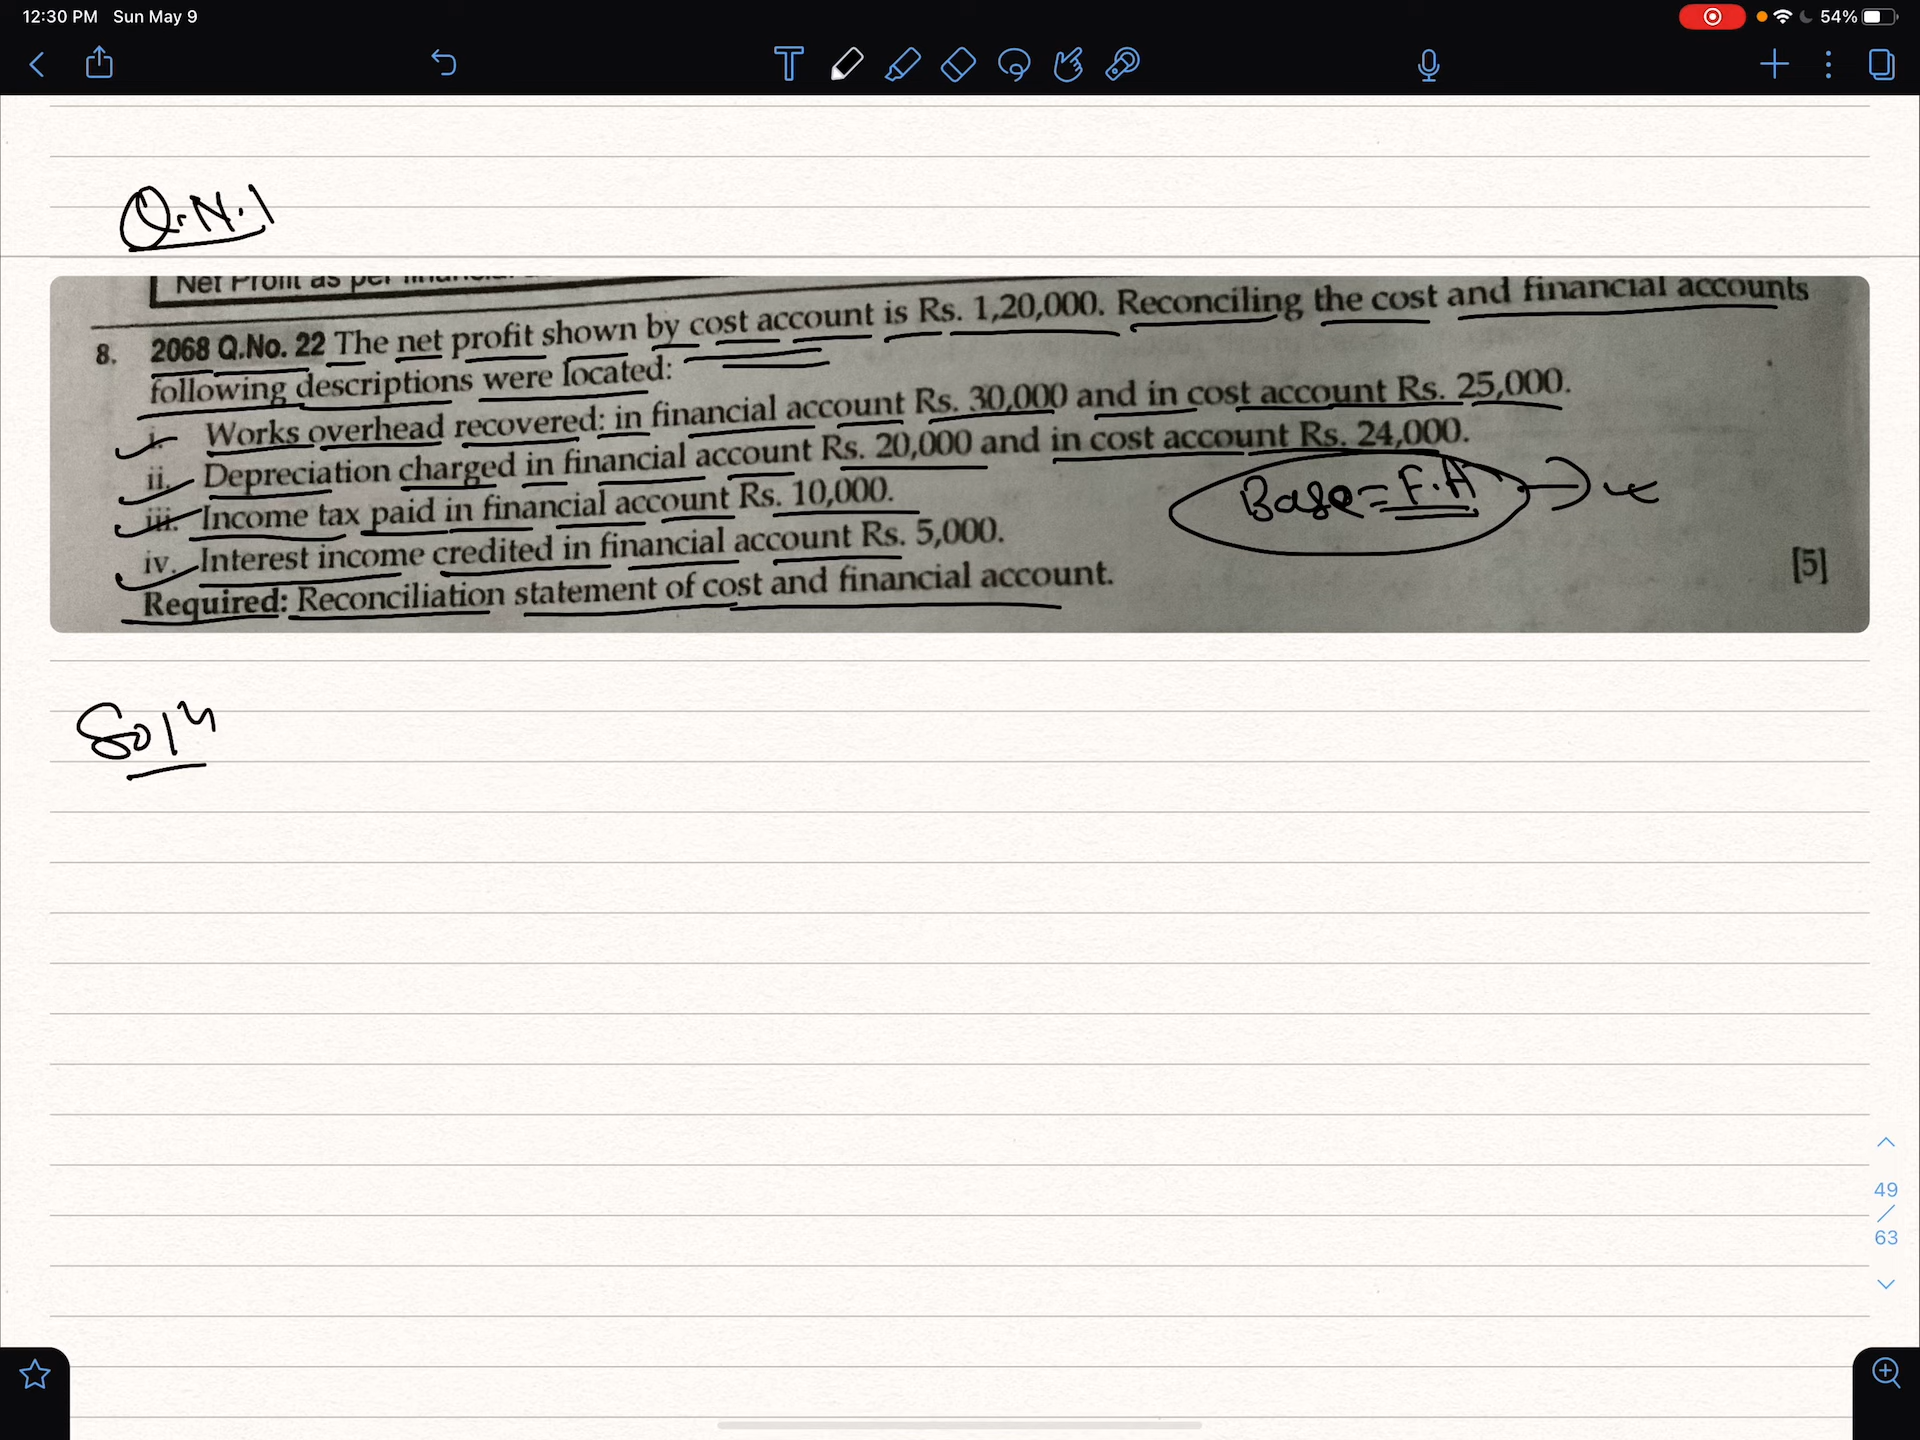 12:30 PM Sun May 9
54%
Q.N.1
Net Profit as per
8. 2068 Q.No. 22 The net profit shown by cost account is Rs. 1,20,000. Reconciling the cost and financial accounts
following descriptions were located:
i. Works overhead recovered: in financial account Rs. 30,000 and in cost account Rs. 25,000.
ii. Depreciation charged in financial account Rs. 20,000 and in cost account Rs. 24,000.
iii. Income tax paid in financial account Rs. 10,000.
Base = F.A
iv. Interest income credited in financial account Rs. 5,000.
Required: Reconciliation statement of cost and financial account.
[5]
Soln
49
/
63